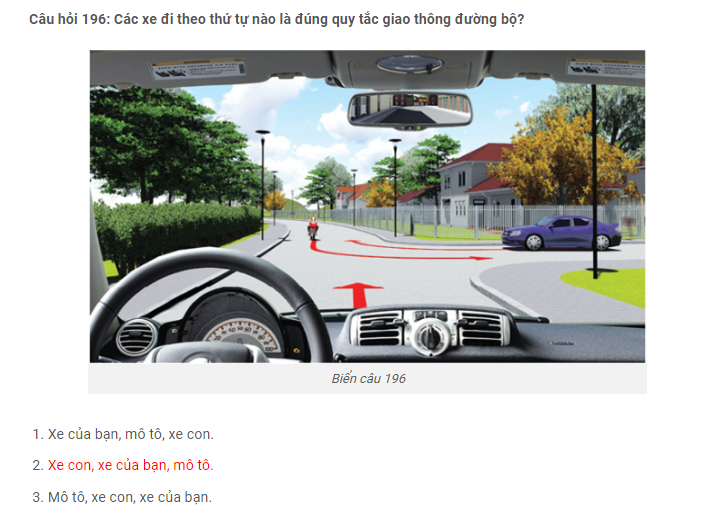 Câu hỏi 196: Các xe đi theo thứ tự nào là đúng quy tắc giao thông đường bộ?
Biển câu 196
1. Xe của bạn, mô tô, xe con.
2. Xe con, xe của bạn, mô tô.
3. Mô tô, xe con, xe của bạn.